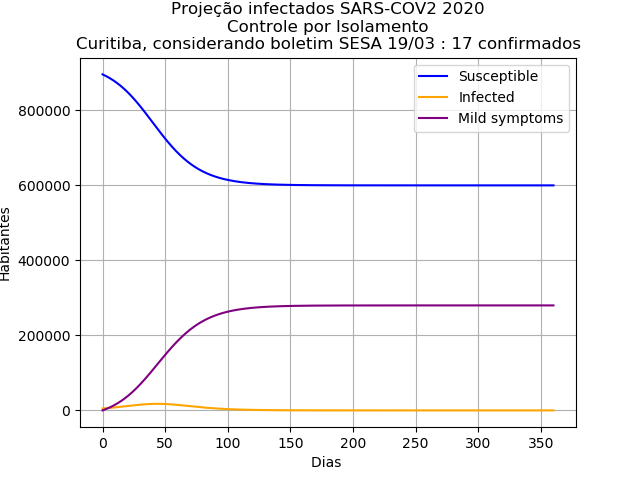 Projeção infectados SARS-COV2 2020
Controle por Isolamento
Curitiba, considerando boletim SESA 19/03 : 17 confirmados
Susceptible
Infected
Mild symptoms
800000
600000
400000
200000
0
Habitantes
0 50 100 150 200 250 300 350
Dias